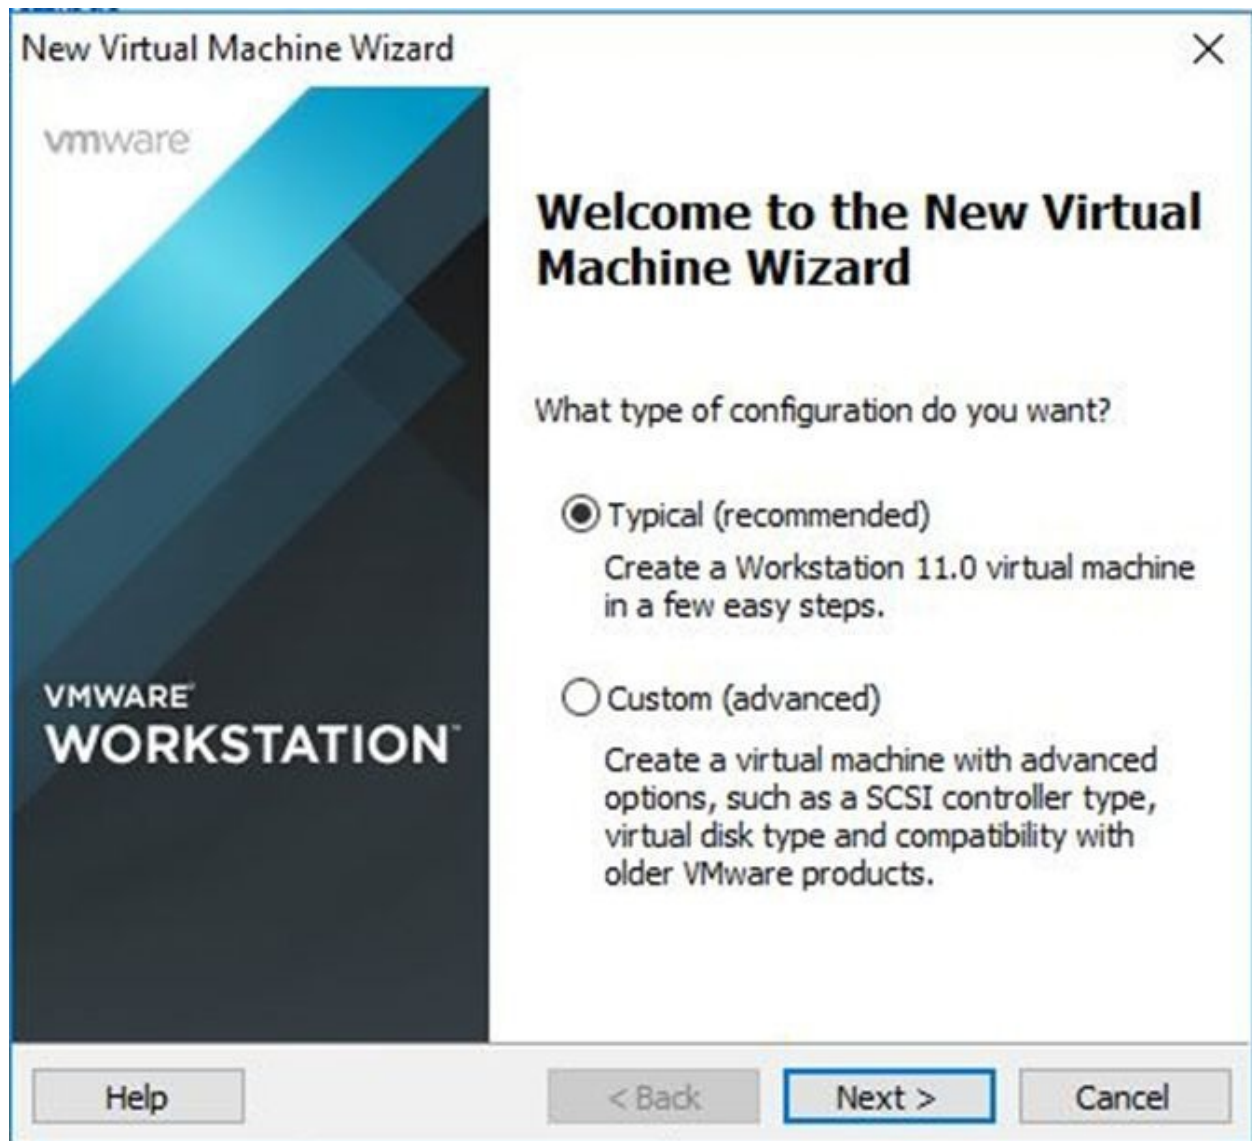 New Virtual Machine Wizard
vmware
Welcome to the New Virtual
Machine Wizard
What type of configuration do you want?
Typical (recommended)
Create a Workstation 11.0 virtual machine
in a few easy steps.
Custom (advanced)
Create a virtual machine with advanced
options, such as a SCSI controller type,
virtual disk type and compatibility with
older VMware products.
VMWARE®
WORKSTATION™
Help
< Back
Next >
Cancel